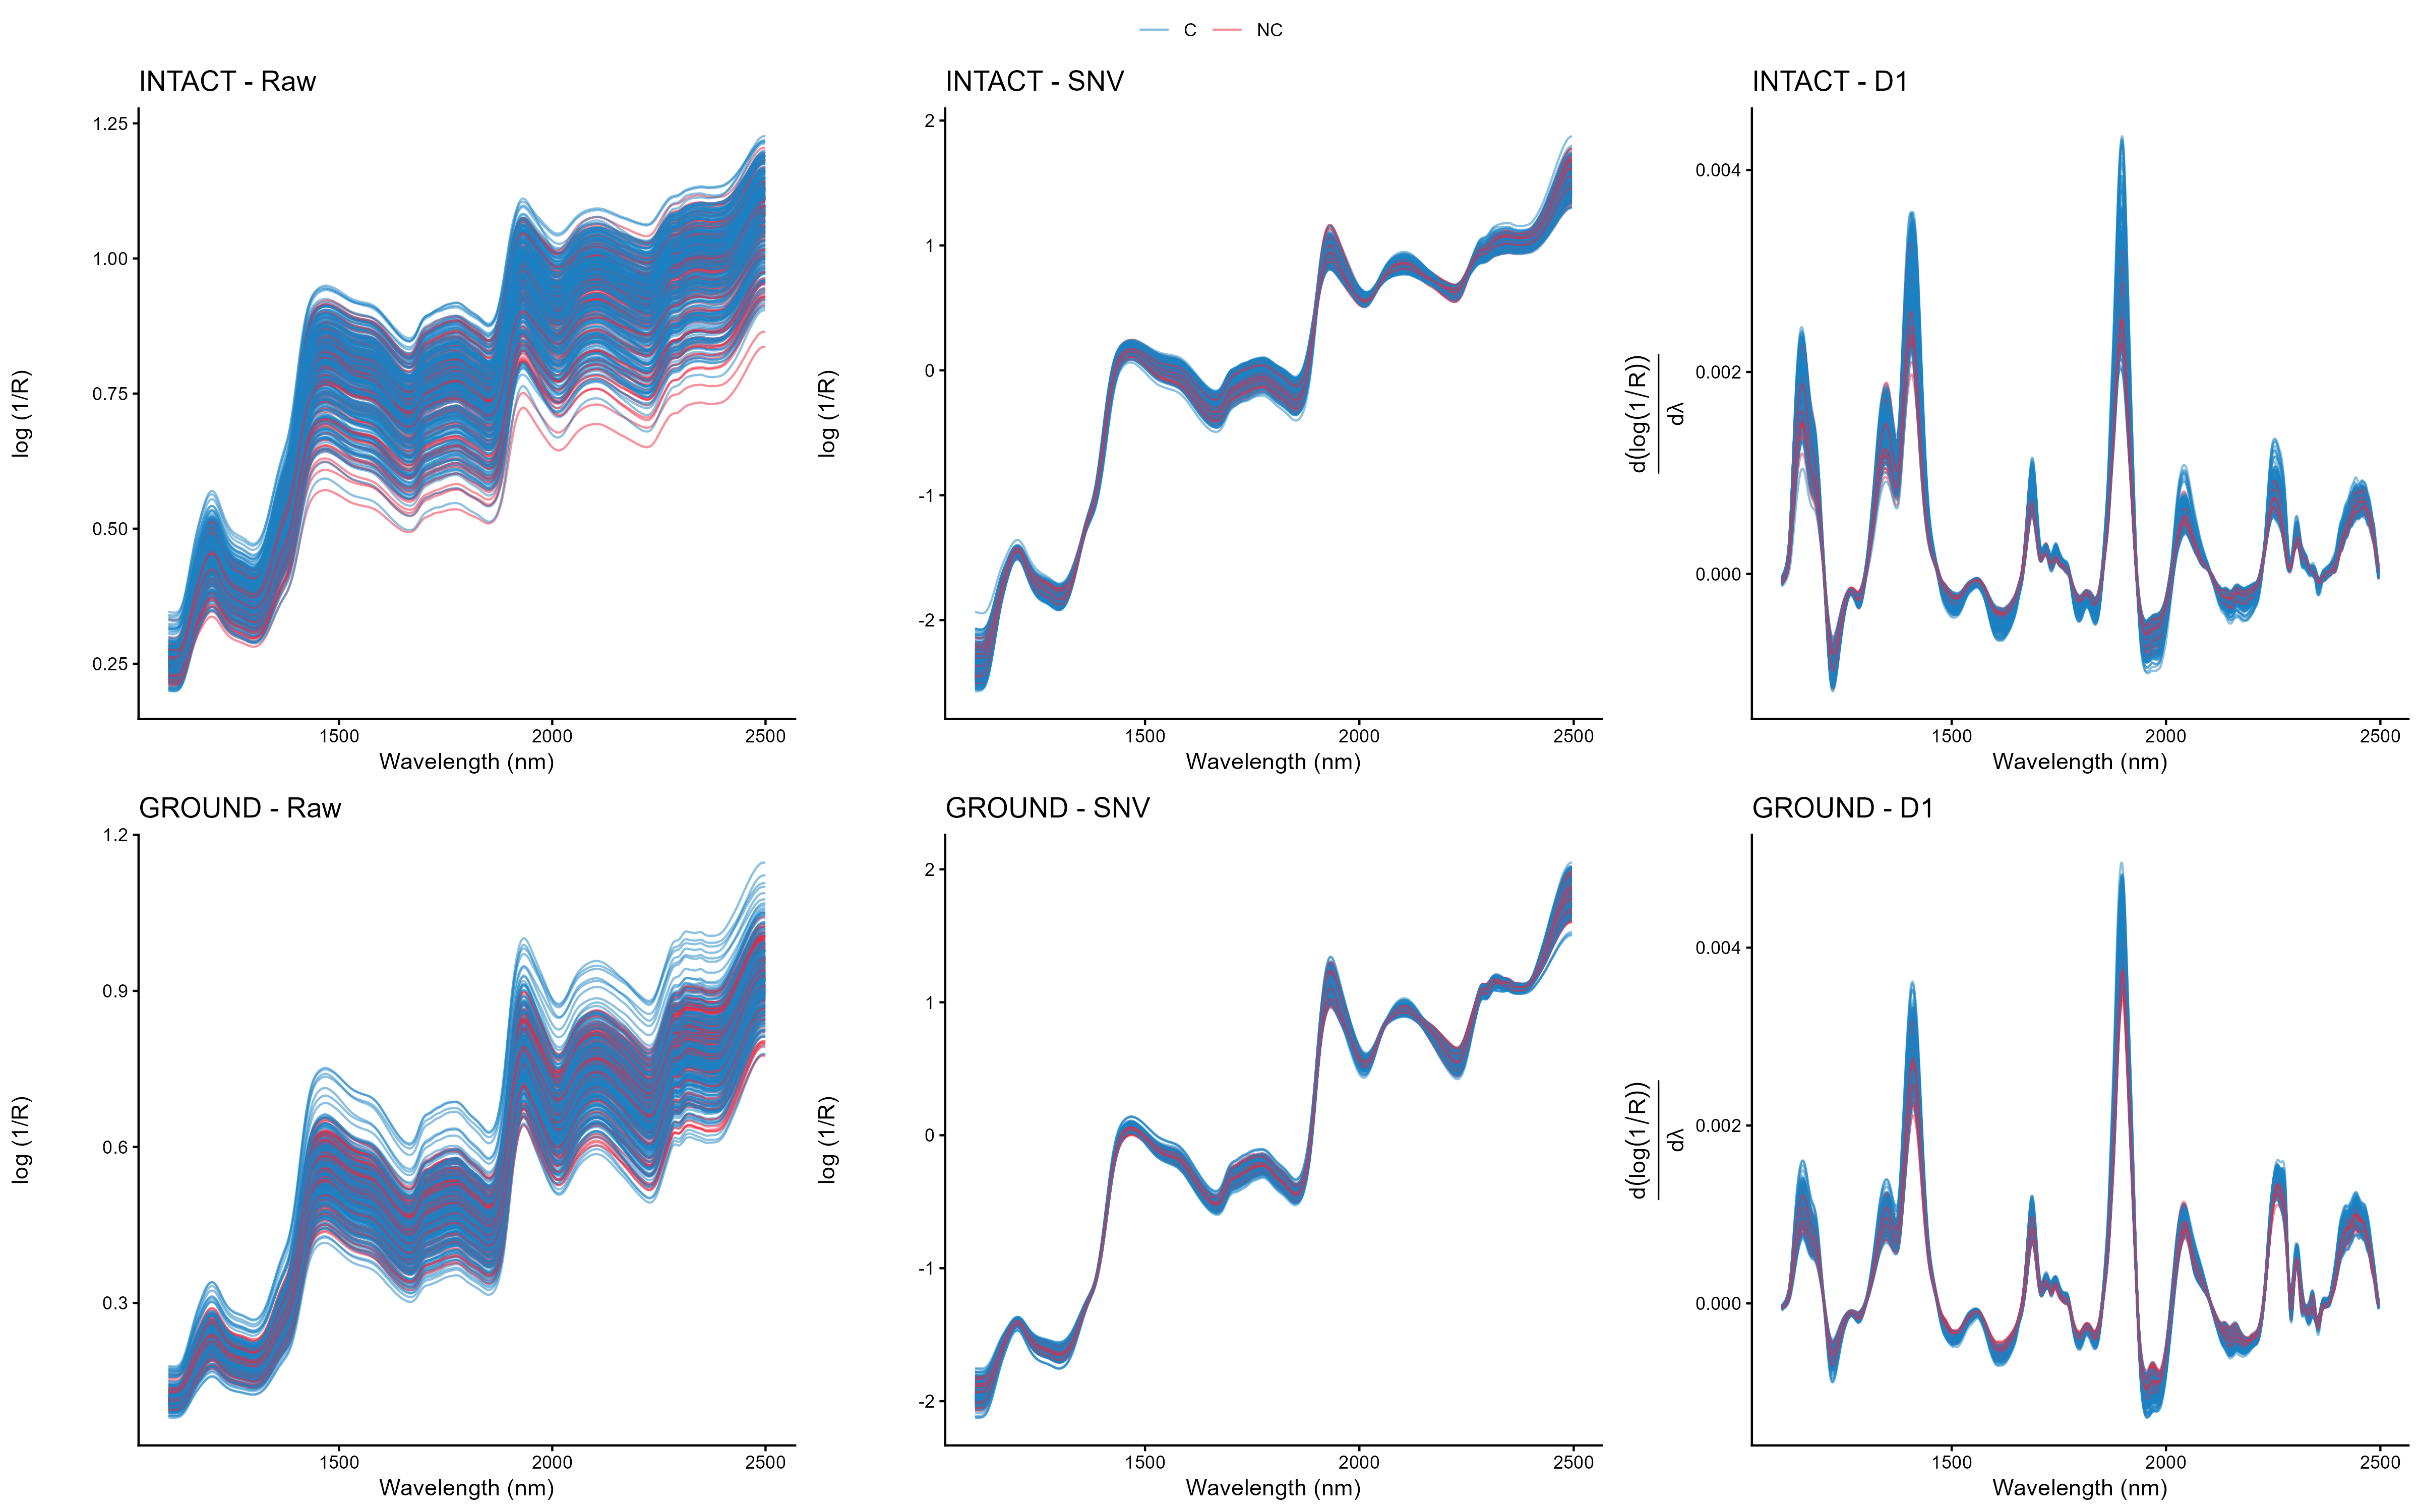 C NC
INTACT - Raw
1.25
1.00
0.75
0.50
0.25
log (1/R)
1500 2000 2500
Wavelength (nm)
INTACT - SNV
2
1
0
-1
-2
log (1/R)
1500 2000 2500
Wavelength (nm)
INTACT - D1
0.004
0.002
0.000
d(log(1/R))
dλ
1500 2000 2500
Wavelength (nm)
GROUND - Raw
1.2
0.9
0.6
0.3
log (1/R)
1500 2000 2500
Wavelength (nm)
GROUND - SNV
2
1
0
-1
-2
log (1/R)
1500 2000 2500
Wavelength (nm)
GROUND - D1
0.004
0.002
0.000
d(log(1/R))
dλ
1500 2000 2500
Wavelength (nm)